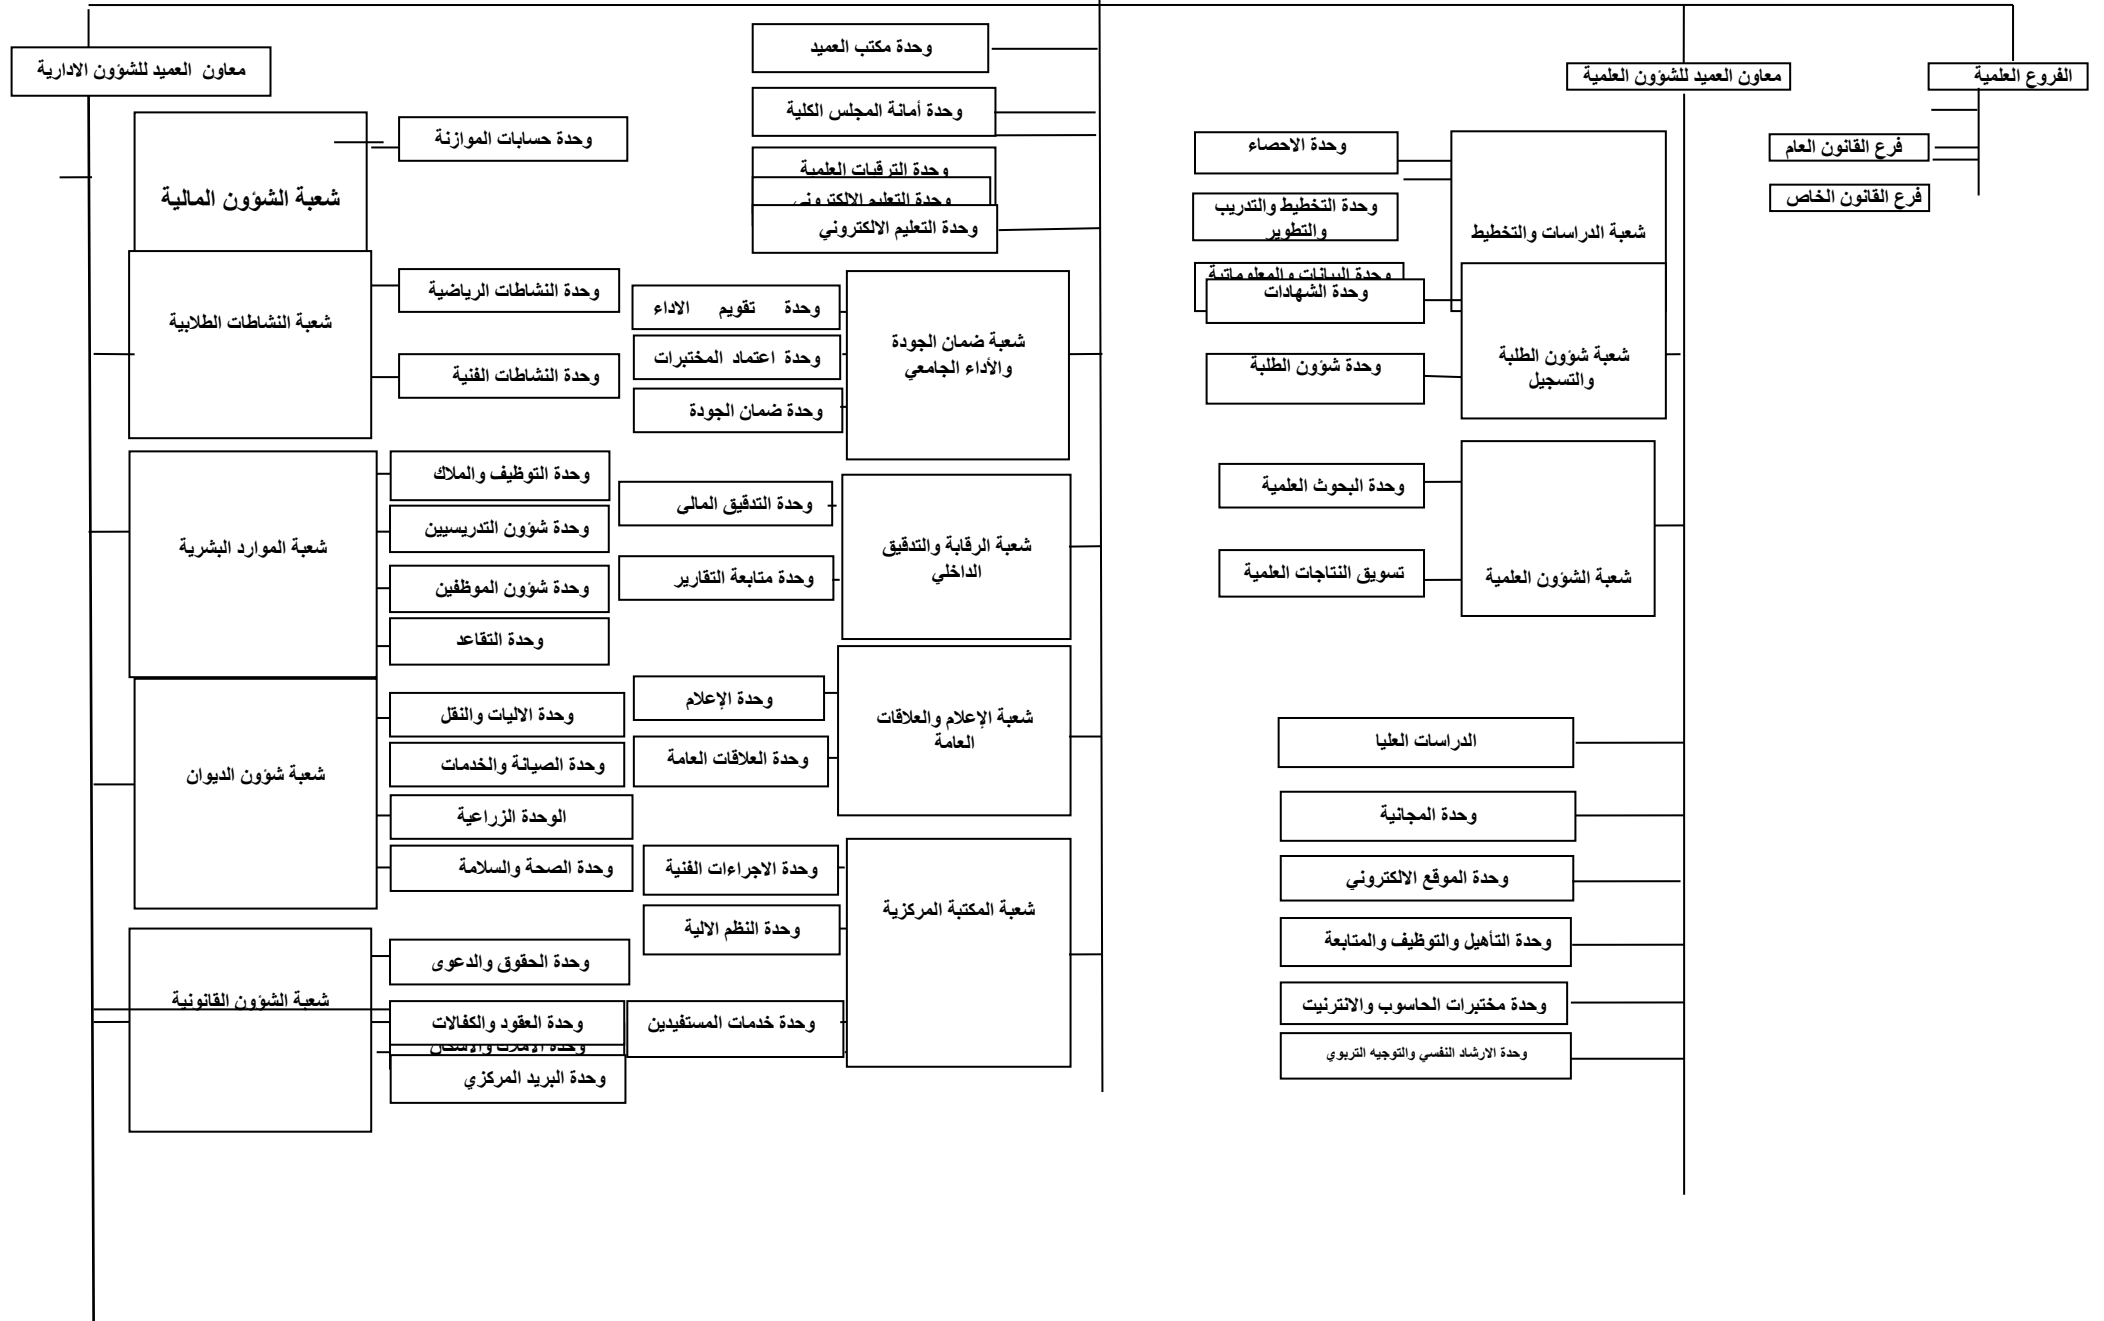 الفروع العلمية
فرع القانون العام
فرع القانون الخاص
معاون العميد للشؤون العلمية
شعبة الدراسات والتخطيط
وحدة الاحصاء
وحدة التخطيط والتدريب
والتطوير
وحدة البيانات والمعلوماتية
شعبة شؤون الطلبة
والتسجيل
وحدة الشهادات
وحدة شؤون الطلبة
شعبة الشؤون العلمية
وحدة البحوث العلمية
تسويق النتاجات العلمية
الدراسات العليا
وحدة المجانية
وحدة الموقع الالكتروني
وحدة التأهيل والتوظيف والمتابعة
وحدة مختبرات الحاسوب والانترنيت
وحدة الارشاد النفسي والتوجيه التربوي
وحدة مكتب العميد
وحدة أمانة المجلس الكلية
وحدة الترقيات العلمية
وحدة التعليم الالكتروني
وحدة التعليم الالكتروني
شعبة ضمان الجودة
والأداء الجامعي
وحدة تقويم الاداء
وحدة اعتماد المختبرات
وحدة ضمان الجودة
شعبة الرقابة والتدقيق
الداخلي
وحدة التدقيق المالى
وحدة متابعة التقارير
شعبة الإعلام والعلاقات
العامة
وحدة الإعلام
وحدة العلاقات العامة
شعبة المكتبة المركزية
وحدة الاجراءات الفنية
وحدة النظم الالية
وحدة خدمات المستفيدين
معاون العميد للشؤون الادارية
شعبة الشؤون المالية
وحدة حسابات الموازنة
شعبة النشاطات الطلابية
وحدة النشاطات الرياضية
وحدة النشاطات الفنية
شعبة الموارد البشرية
وحدة التوظيف والملاك
وحدة شؤون التدريسيين
وحدة شؤون الموظفين
وحدة التقاعد
شعبة شؤون الديوان
وحدة الاليات والنقل
وحدة الصيانة والخدمات
الوحدة الزراعية
وحدة الصحة والسلامة
شعبة الشؤون القانونية
وحدة الحقوق والدعوى
وحدة العقود والكفالات
وحدة الاملاك والاسكان
وحدة البريد المركزي